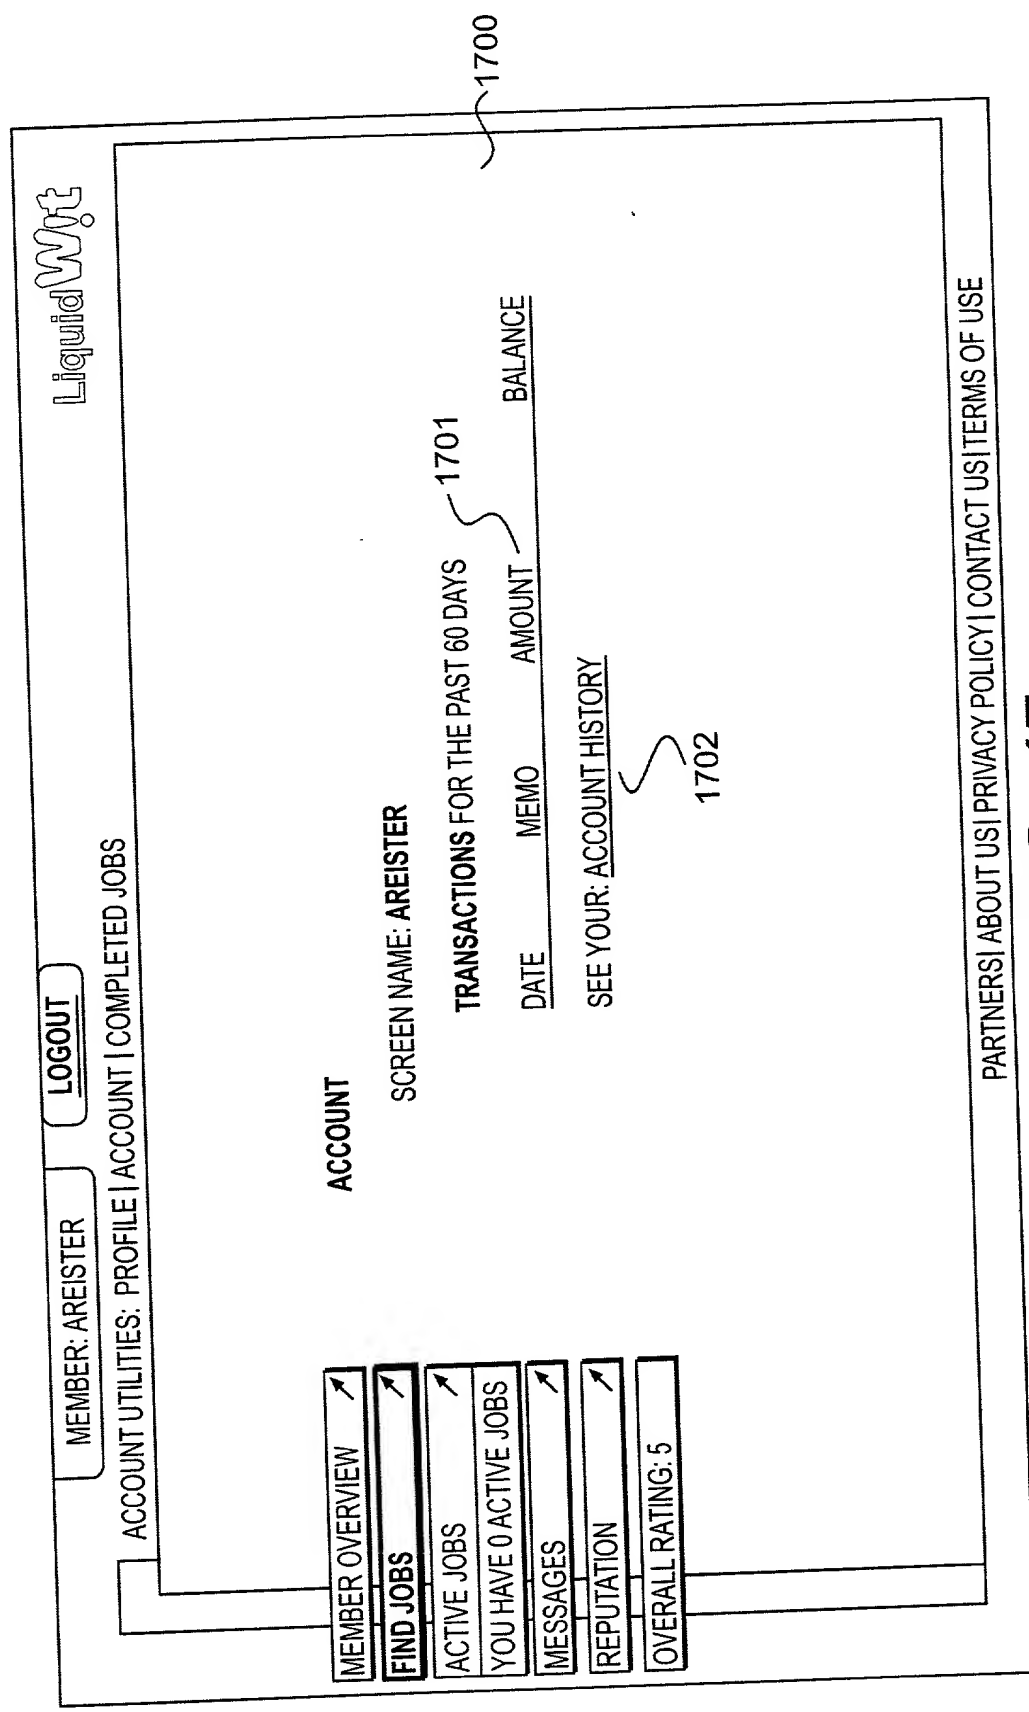 MEMBER: AREISTER
LOGOUT
LiquidWit
ACCOUNT UTILITIES: PROFILE | ACCOUNT | COMPLETED JOBS
1700
MEMBER OVERVIEW
FIND JOBS
ACTIVE JOBS
YOU HAVE 0 ACTIVE JOBS
MESSAGES
REPUTATION
OVERALL RATING: 5
ACCOUNT
SCREEN NAME: AREISTER
TRANSACTIONS FOR THE PAST 60 DAYS
1701
DATE MEMO AMOUNT BALANCE
SEE YOUR: ACCOUNT HISTORY
1702
PARTNERS| ABOUT US| PRIVACY POLICY| CONTACT US|TERMS OF USE